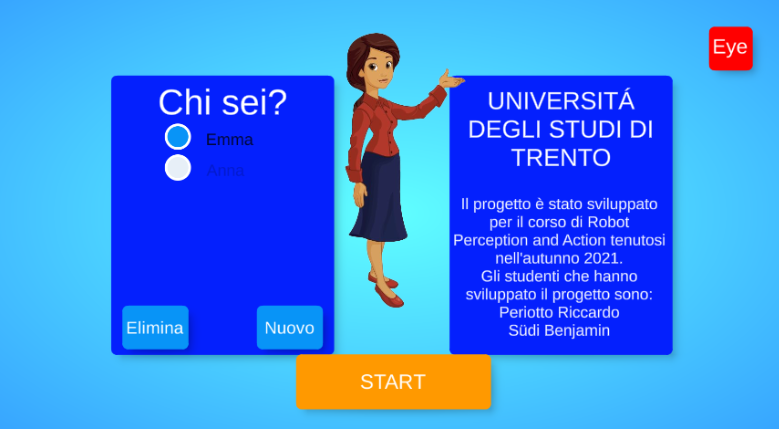 Eye
Chi sei?
Emma
Anna
Elimina
Nuovo
UNIVERSITÁ
DEGLI STUDI DI
TRENTO
Il progetto è stato sviluppato
per il corso di Robot
Perception and Action tenutosi
nell'autunno 2021.
Gli studenti che hanno
sviluppato il progetto sono:
Periotto Riccardo
Südi Benjamin
START